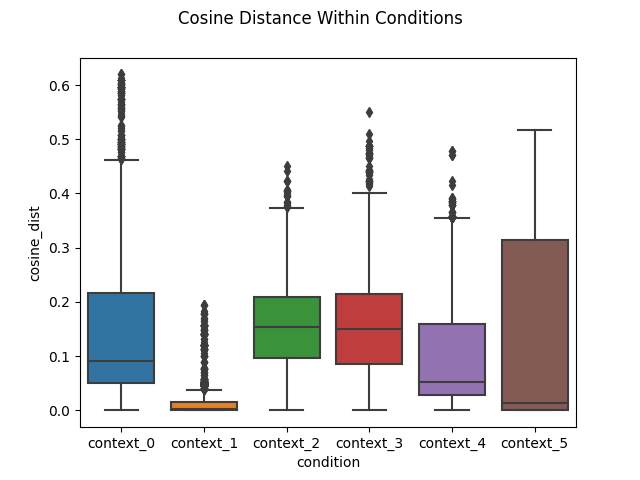 Cosine Distance Within Conditions
0.6
0.5
0.4
0.3
0.2
0.1
0.0
cosine_dist
context_0 context_1 context_2 context_3 context_4 context_5
condition